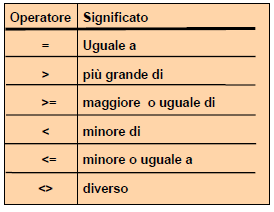 Operatore Significato
= Uguale a
> più grande di
>= maggiore o uguale di
< minore di
<= minore o uguale a
<> diverso